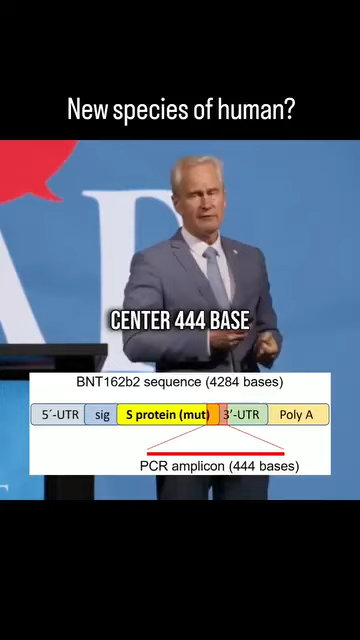 New species of human?
CENTER 444 BASE
BNT162b2 sequence (4284 bases)
5´-UTR sig S protein (mut) 3´-UTR Poly A
PCR amplicon (444 bases)